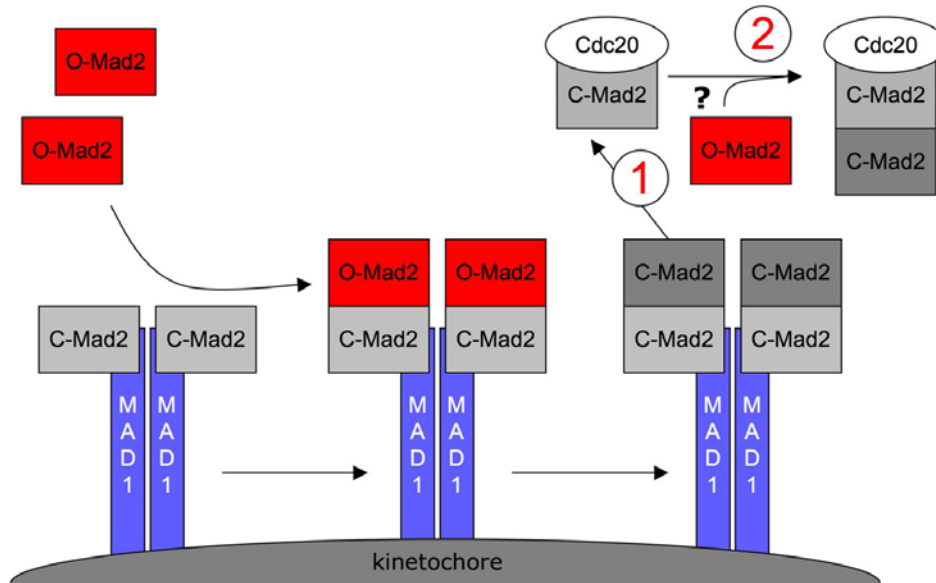 O-Mad2
O-Mad2
Cdc20
C-Mad2
2
?
O-Mad2
Cdc20
C-Mad2
C-Mad2
1
C-Mad2 C-Mad2
MAD1 MAD1
O-Mad2 O-Mad2
C-Mad2 C-Mad2
MAD1 MAD1
C-Mad2 C-Mad2
C-Mad2 C-Mad2
MAD1 MAD1
kinetochore